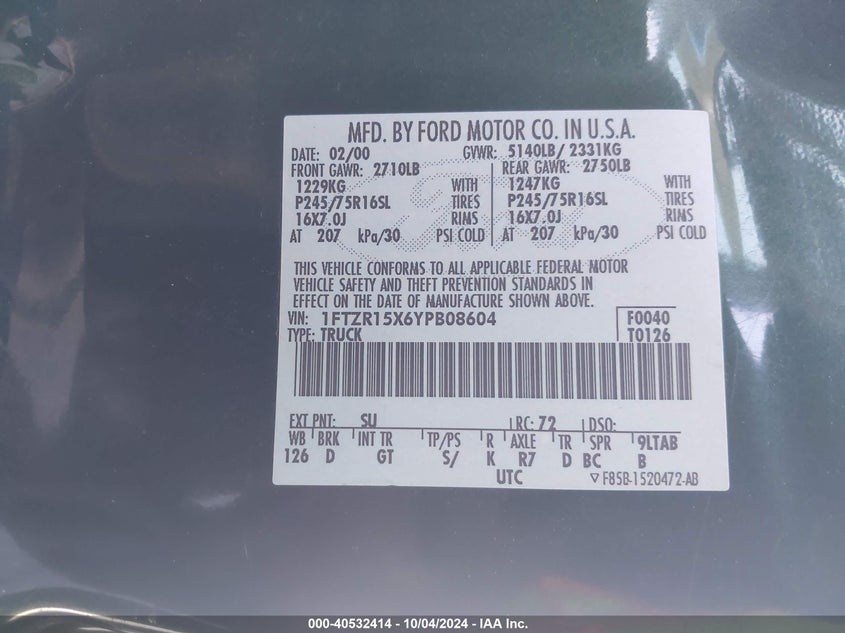 MFD. BY FORD MOTOR CO. IN U.S.A.
DATE: 02/00 GVWR: 5140LB/ 2331KG
FRONT GAWR: 2710LB REAR GAWR: 2750LB
1229KG WITH 1247KG WITH
P245/75R16SL TIRES P245/75R16SL TIRES
16X7.0J RIMS 16X7.0J RIMS
AT 207 kPa/30 PSI COLD AT 207 kPa/30 PSI COLD
THIS VEHICLE CONFORMS TO ALL APPLICABLE FEDERAL MOTOR
VEHICLE SAFETY AND THEFT PREVENTION STANDARDS IN
EFFECT ON THE DATE OF MANUFACTURE SHOWN ABOVE.
VIN: 1FTZR15X6YPB08604 F0040
TYPE: TRUCK T0126
EXT PNT: SU RC: 72 DSO:
WB BRK INT TR TP/PS R AXLE TR SPR 9LTAB
126 D GT S/ K R7 D BC B
UTC ▽ F85B-1520472-AB
000-40532414 - 10/04/2024 - IAA Inc.